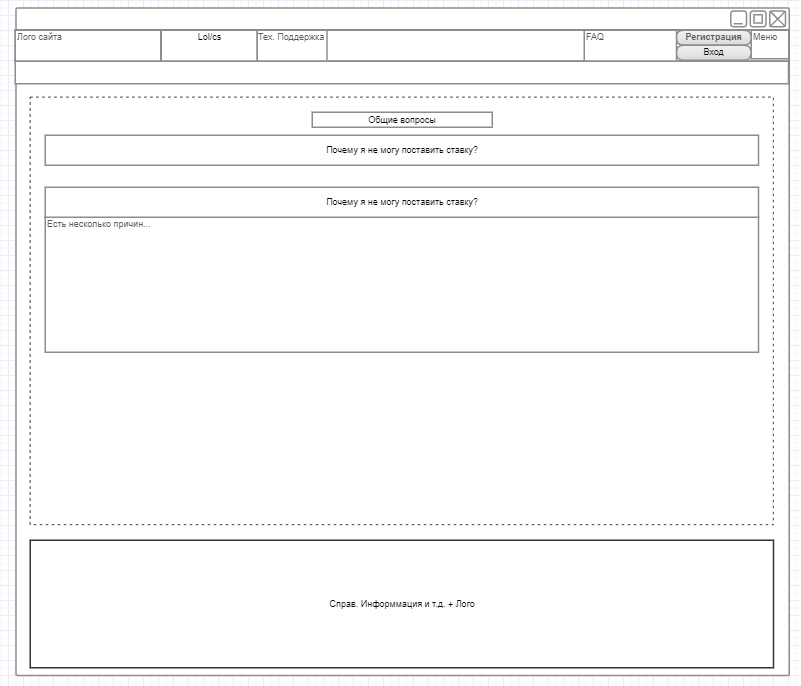 Лого сайта
Lol/cs
Тех. Поддержка
FAQ
Регистрация
Вход
Меню
Общие вопросы
Почему я не могу поставить ставку?
Почему я не могу поставить ставку?
Есть несколько причин...
Справ. Информмация и т.д. + Лого